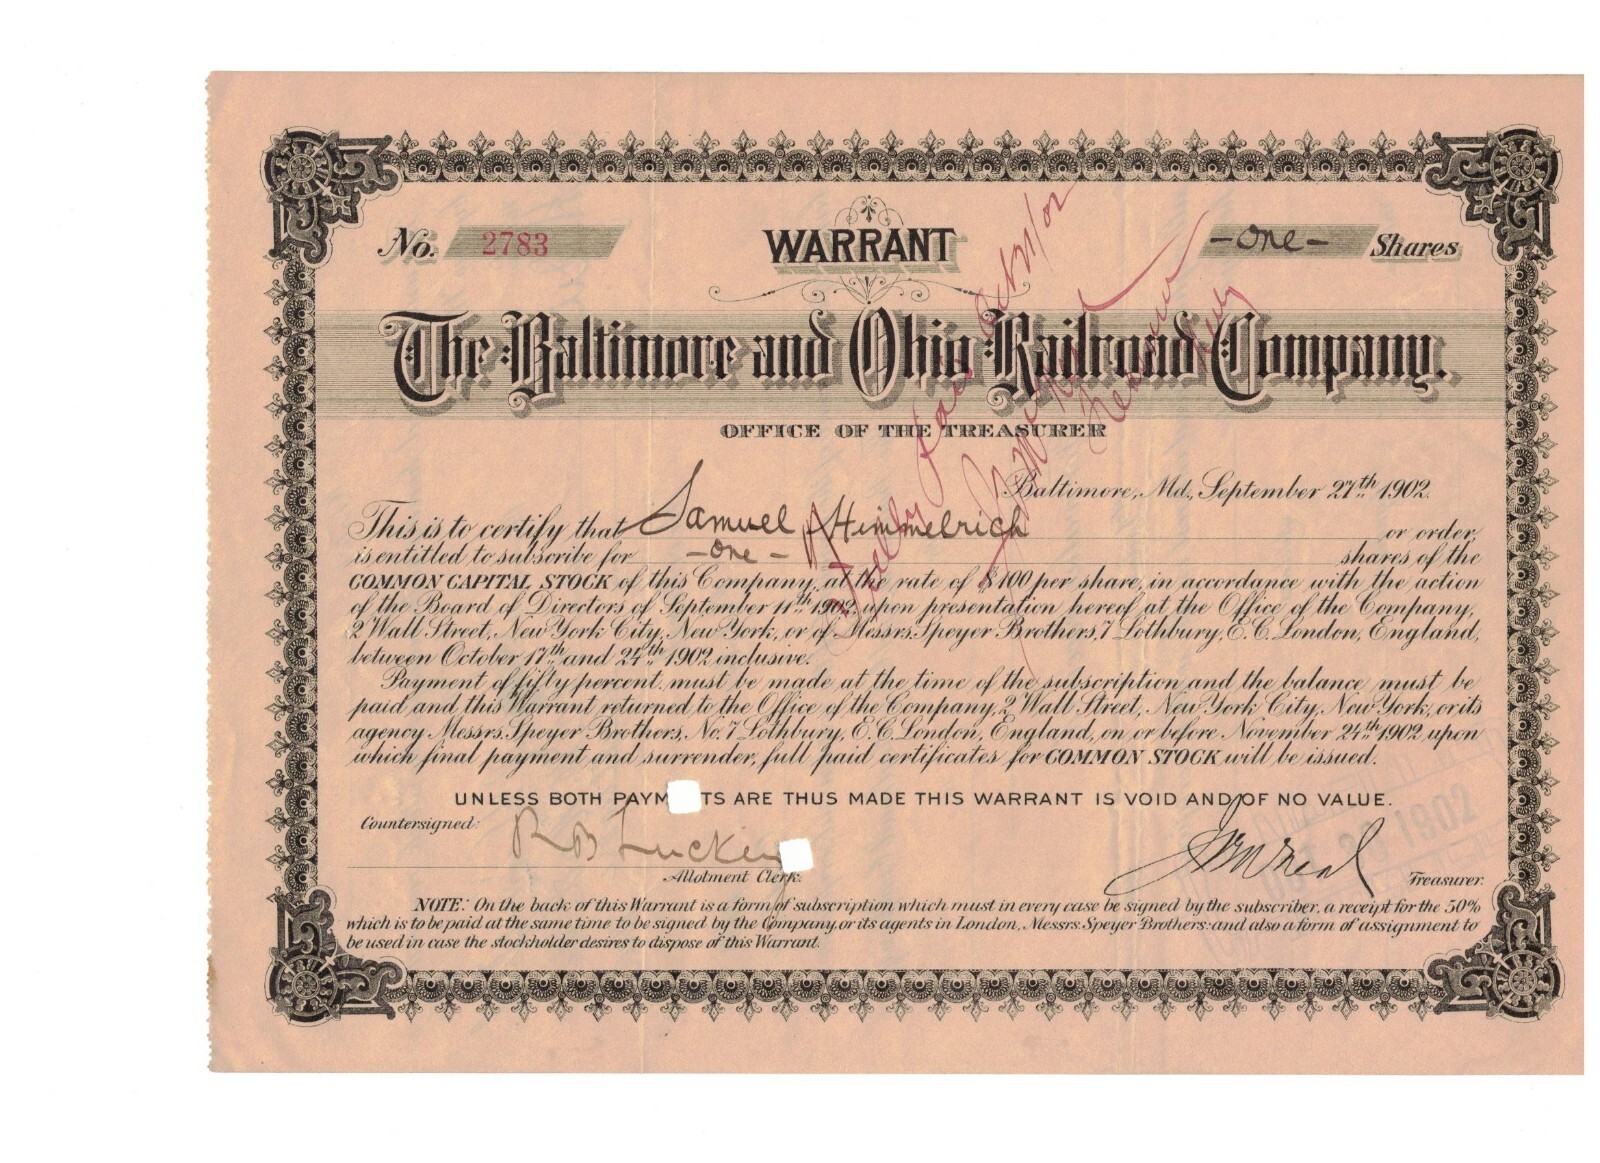 No. 2783 WARRANT -One- Shares
The Baltimore and Ohio Railroad Company.
OFFICE OF THE TREASURER
Baltimore, Md., September 27th 1902.
This is to certify that Samuel Himmelrich or order,
is entitled to subscribe for -One- shares of the
COMMON CAPITAL STOCK of this Company, at the rate of $100 per share, in accordance with the action
of the Board of Directors of September 11th 1902, upon presentation hereof at the Office of the Company,
2 Wall Street, New York City, New York, or of Messrs. Speyer Brothers, 7 Lothbury, E.C. London, England,
between October 17th and 24th 1902 inclusive.
Payment of fifty percent. must be made at the time of the subscription and the balance must be
paid and this Warrant returned to the Office of the Company, 2 Wall Street, New York City, New York, or its
agency Messrs. Speyer Brothers, No. 7 Lothbury, E.C. London, England, on or before November 24th 1902 upon
which final payment and surrender, full paid certificates for COMMON STOCK will be issued.
UNLESS BOTH PAYM TS ARE THUS MADE THIS WARRANT IS VOID AND OF NO VALUE.
Countersigned:
Allotment Clerk. Treasurer.
NOTE: On the back of this Warrant is a form of subscription which must in every case be signed by the subscriber, a receipt for the 50%
which is to be paid at the same time to be signed by the Company, or its agents in London, Messrs. Speyer Brothers: and also a form of assignment to
be used in case the stockholder desires to dispose of this Warrant.